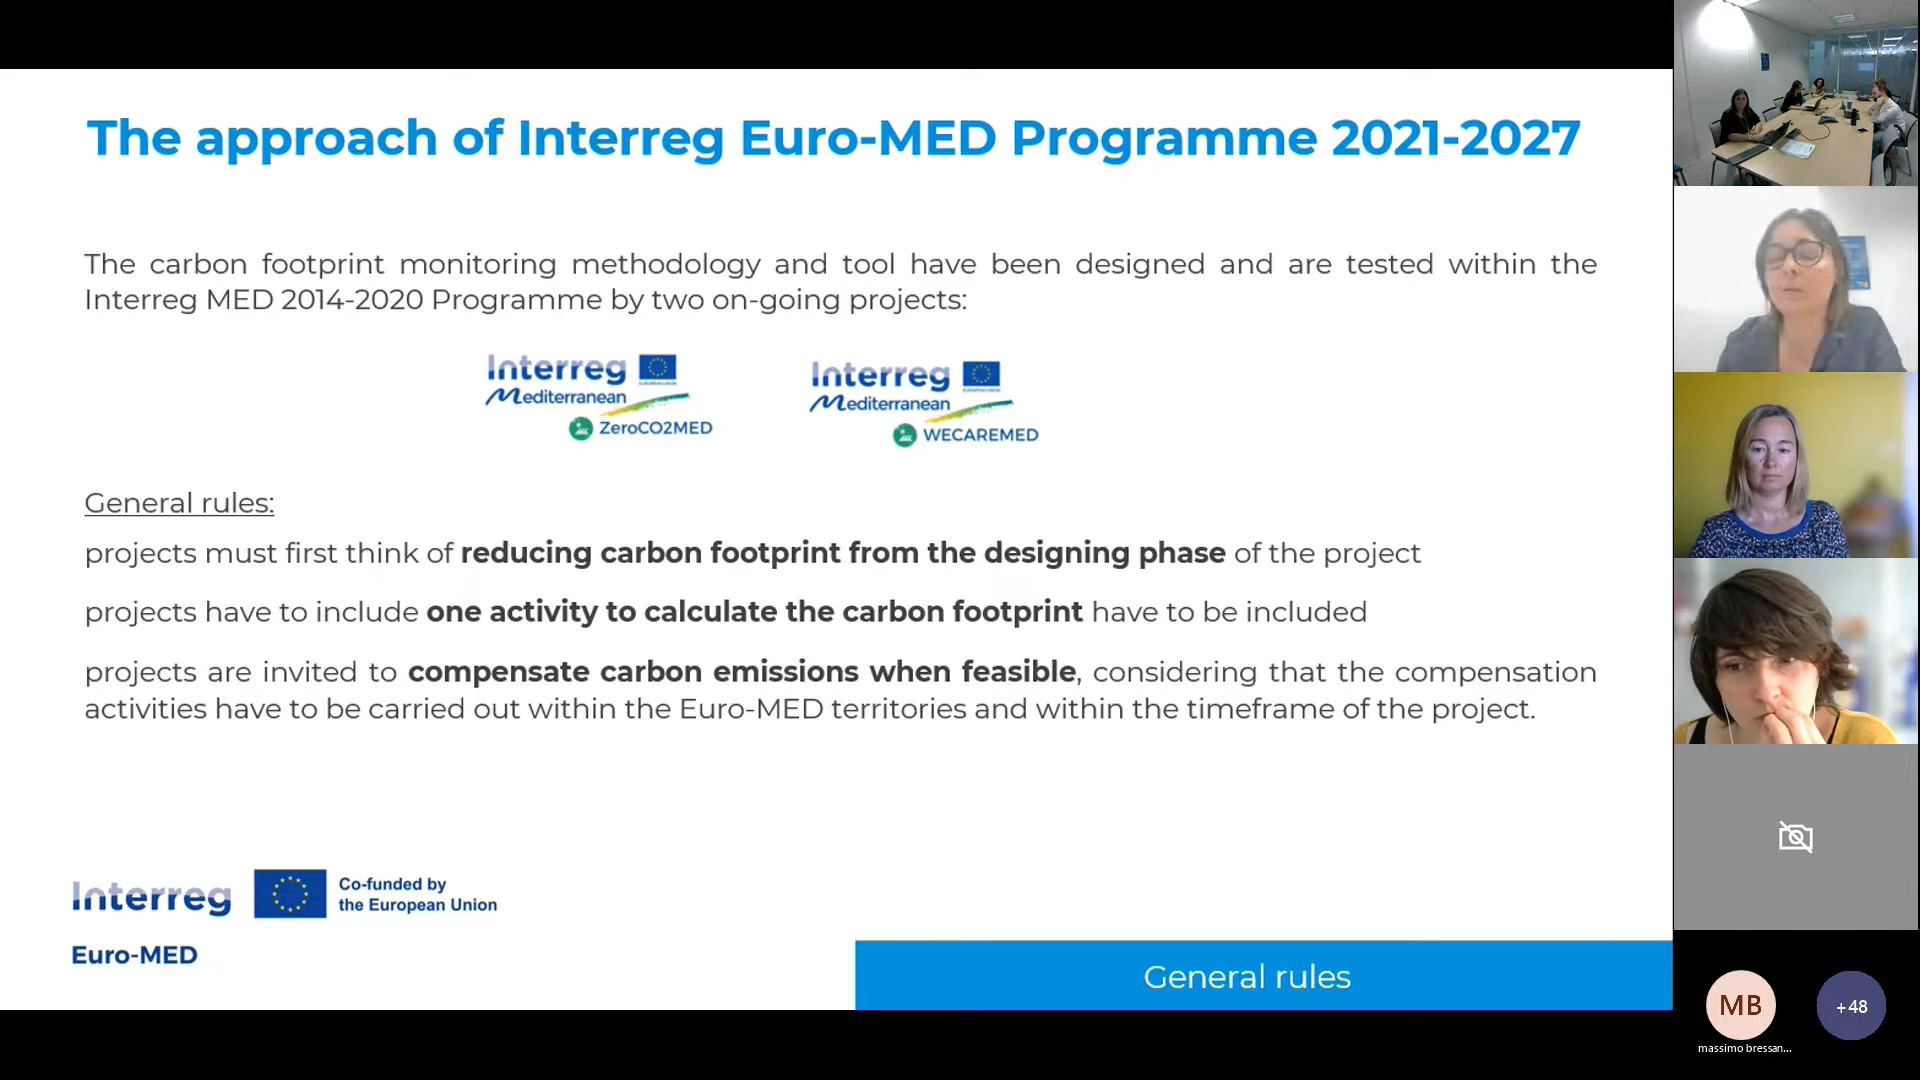 The approach of Interreg Euro-MED Programme 2021-2027
The carbon footprint monitoring methodology and tool have been designed and are tested within the
Interreg MED 2014-2020 Programme by two on-going projects:
Interreg
Mediterranean
ZeroCO2MED
Interreg
Mediterranean
WECAREMED
General rules:
projects must first think of reducing carbon footprint from the designing phase of the project
projects have to include one activity to calculate the carbon footprint have to be included
projects are invited to compensate carbon emissions when feasible, considering that the compensation
activities have to be carried out within the Euro-MED territories and within the timeframe of the project.
Interreg
Co-funded by
the European Union
Euro-MED
General rules
MB
+48
massimo bressan...